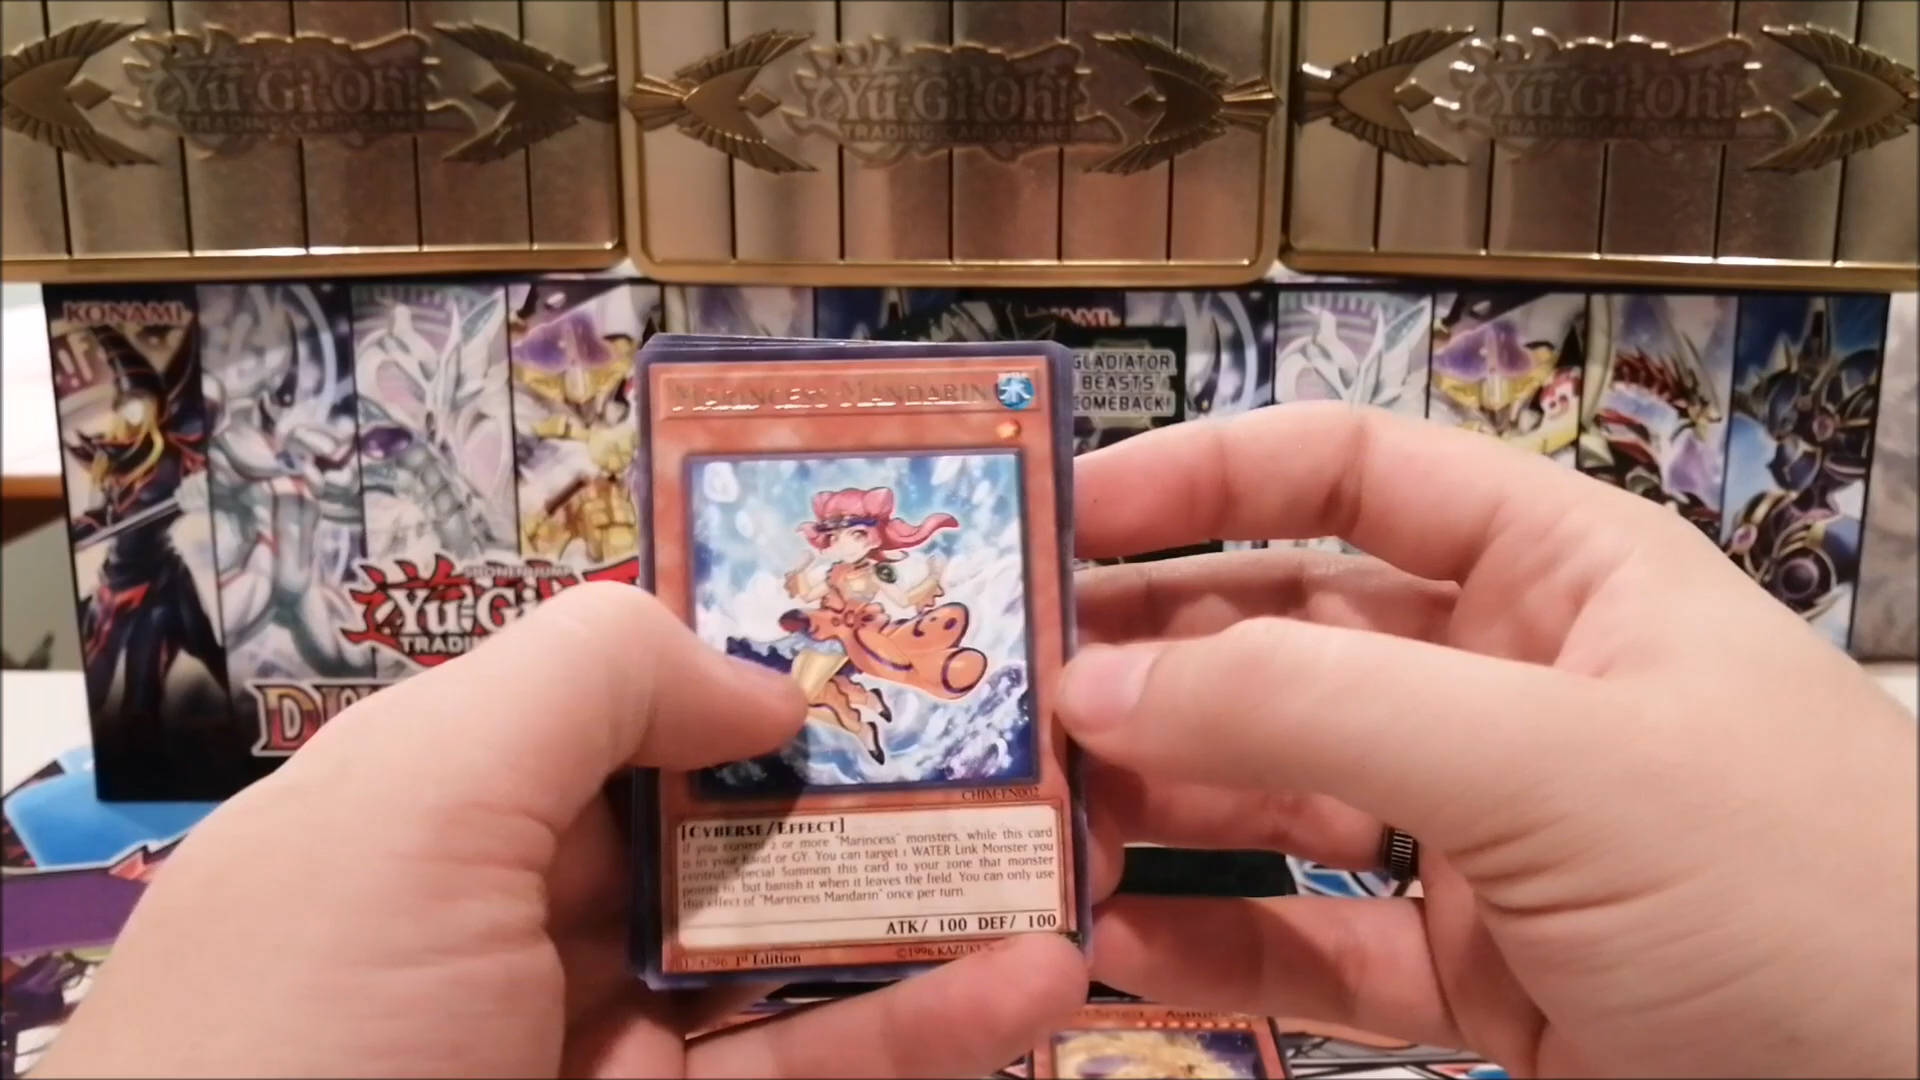 Yu-Gi-Oh!
TRADING CARD GAME
Yu-Gi-Oh!
TRADING CARD GAME
Yu-Gi-Oh!
TRADING CARD GAME
KONAMI
GLADIATOR
BEASTS
COMEBACK!
SHONEN JUMP
Yu-Gi
TRADI
MARINCESS MANDARIN
CHIM-EN002
[CYBERSE/EFFECT]
If you control 2 or more "Marincess" monsters, while this card
is in your hand or GY: You can target 1 WATER Link Monster you
control; Special Summon this card to your zone that monster
points to, but banish it when it leaves the field. You can only use
this effect of "Marincess Mandarin" once per turn.
ATK/ 100 DEF/ 100
1st Edition
©1996 KAZUKI